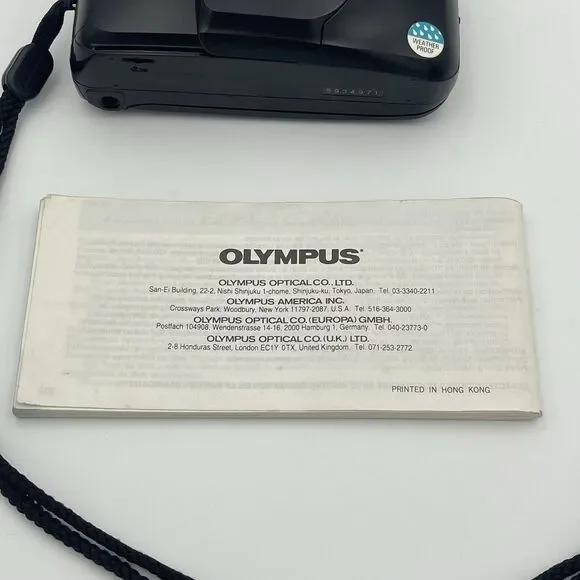 WEATHER
PROOF
5934971
OLYMPUS®
OLYMPUS OPTICAL CO., LTD.
San-Ei Building, 22-2, Nishi Shinjuku 1-chome, Shinjuku-ku, Tokyo, Japan. Tel. 03-3340-2211
OLYMPUS AMERICA INC.
Crossways Park, Woodbury, New York 11797-2087, U.S.A. Tel 516-364-3000
OLYMPUS OPTICAL CO. (EUROPA) GMBH.
Postfach 104908, Wendenstrasse 14-16, 2000 Hamburg 1, Germany. Tel. 040-23773-0
OLYMPUS OPTICAL CO. (U.K.) LTD.
2-8 Honduras Street, London EC1Y 0TX, United Kingdom. Tel. 071-253-2772
PRINTED IN HONG KONG